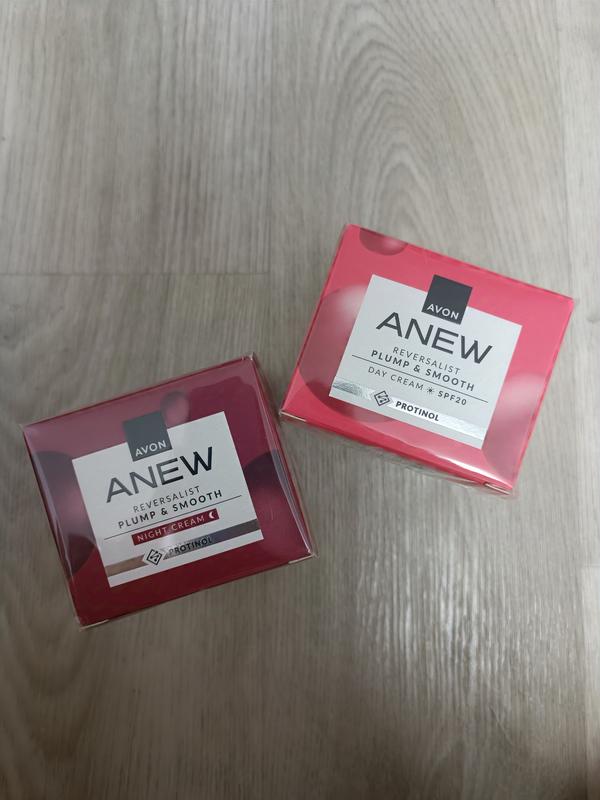 AVON
ANEW
REVERSALIST
PLUMP & SMOOTH
DAY CREAM ☀ SPF20
PROTINOL
AVON
ANEW
REVERSALIST
PLUMP & SMOOTH
NIGHT CREAM
PROTINOL